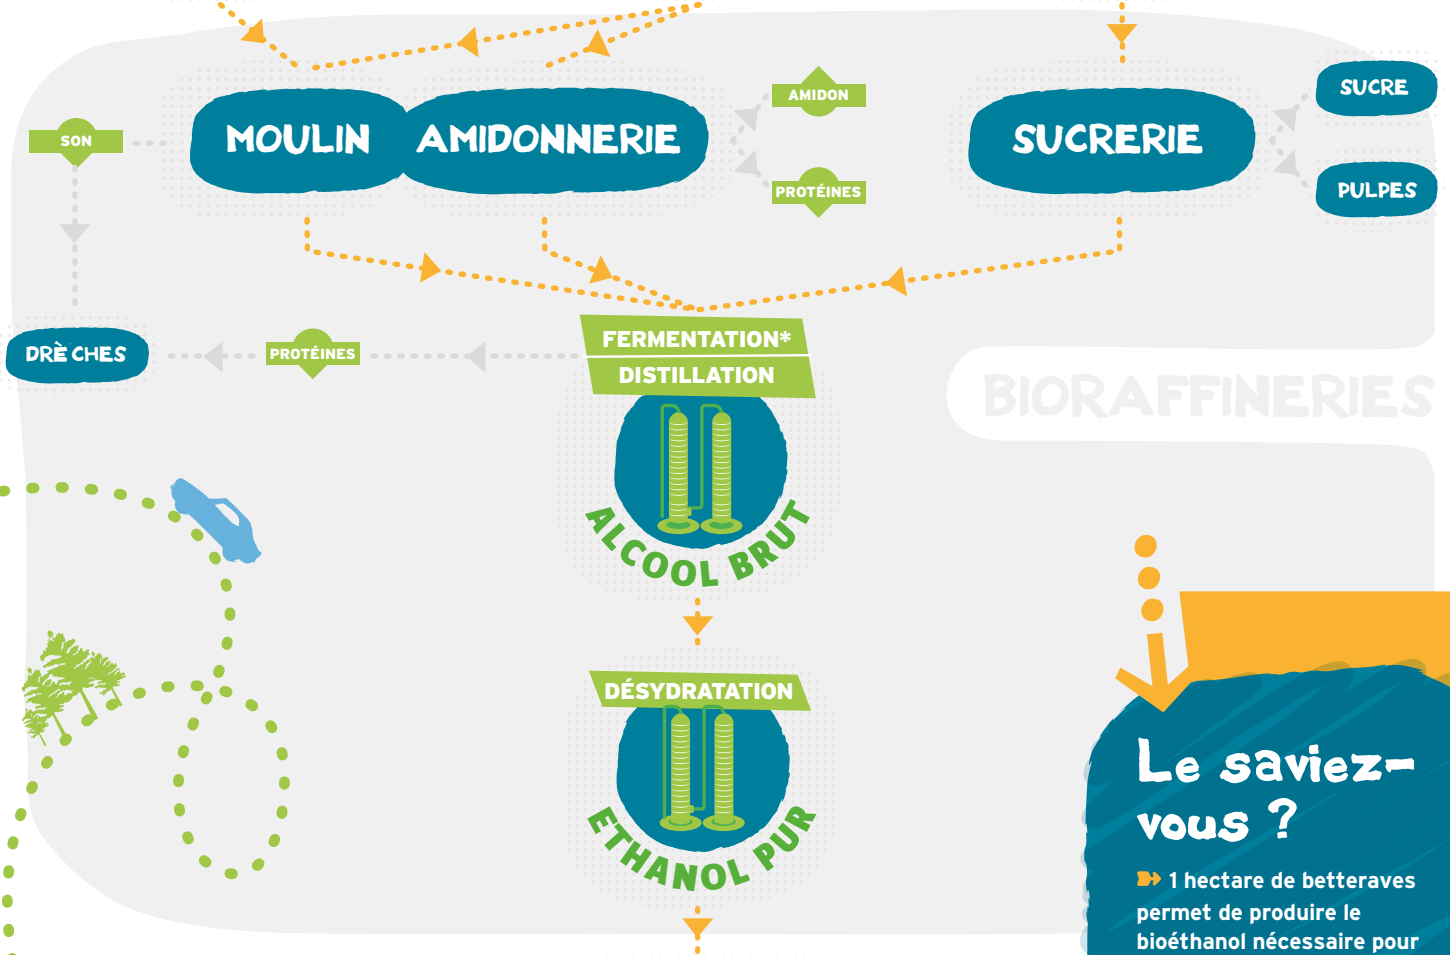 SUCRE
AMIDON
SON
MOULIN
AMIDONNERIE
SUCRERIE
PROTÉINES
PULPES
FERMENTATION*
DISTILLATION
DRÈCHES
PROTÉINES
BIORAFFINERIES
ALCOOL BRUT
DÉSYDRATATION
ETHANOL PUR
Le saviez-
vous ?
1 hectare de betteraves
permet de produire le
bioéthanol nécessaire pour